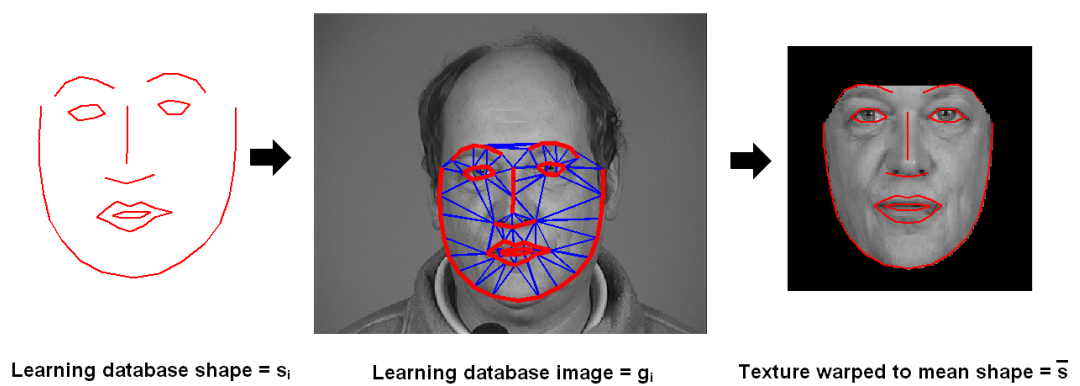 Learning database shape = sᵢ
Learning database image = gᵢ
Texture warped to mean shape = s̅